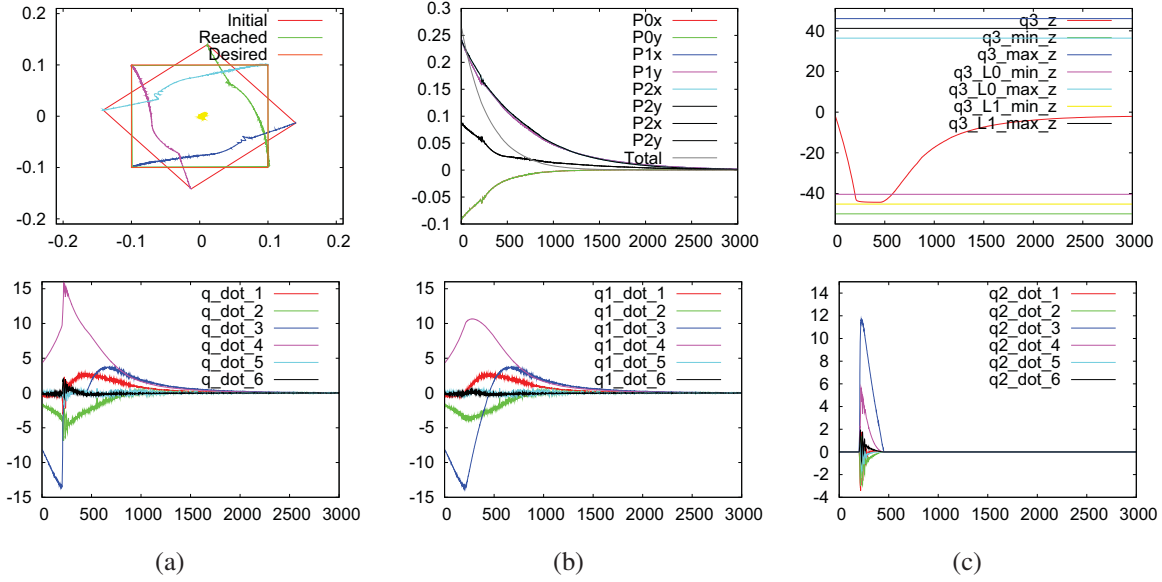 Initial
Reached
Desired
0.2
0.1
0
-0.1
-0.2
-0.2
-0.1
0
0.1
0.2
P0x
P0y
P1x
P1y
P2x
P2y
P2x
P2y
Total
0.3
0.25
0.2
0.15
0.1
0.05
0
0.05
0.1
0
500
1000
1500
2000
2500
3000
q3_z
q3_min_z
q3_max_z
q3_L0_min_z
q3_L0_max_z
q3_L1_min_z
q3_L1_max_z
40
20
0
-20
-40
0
500
1000
1500
2000
2500
3000
q_dot_1
q_dot_2
q_dot_3
q_dot_4
q_dot_5
q_dot_6
15
10
5
0
-5
-10
-15
0
500
1000
1500
2000
2500
3000
q1_dot_1
q1_dot_2
q1_dot_3
q1_dot_4
q1_dot_5
q1_dot_6
15
10
5
0
-5
-10
-15
0
500
1000
1500
2000
2500
3000
q2_dot_1
q2_dot_2
q2_dot_3
q2_dot_4
q2_dot_5
q2_dot_6
14
12
10
8
6
4
2
0
-2
-4
0
500
1000
1500
2000
2500
3000
(a)
(b)
(c)